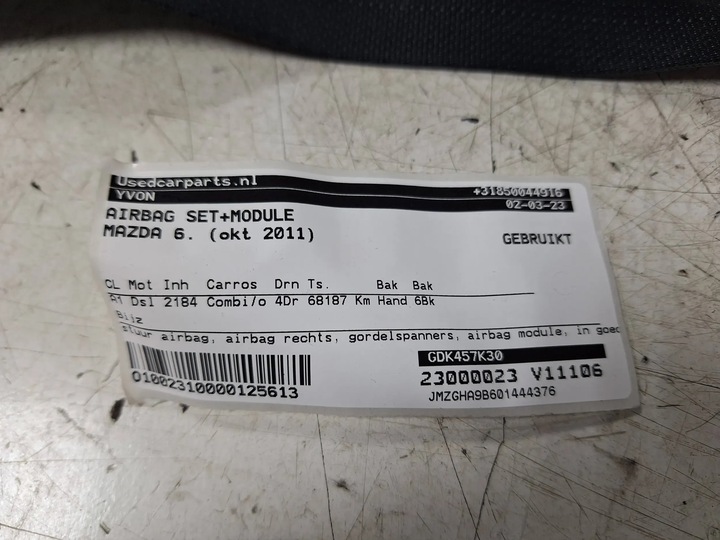 Usedcarparts.nl +31850044916
YVON 02-03-23
AIRBAG SET+MODULE
MAZDA 6. (okt 2011) GEBRUIKT
CL Mot Inh Carros Drn Ts. Bak Bak
A1 Dsl 2184 Combi/o 4Dr 68187 Km Hand 6Bk
Bijz
stuur airbag, airbag rechts, gordelspanners, airbag module, in goed
GDK457K30
01002310000125613 23000023 V11106
JMZGHA9B601444376